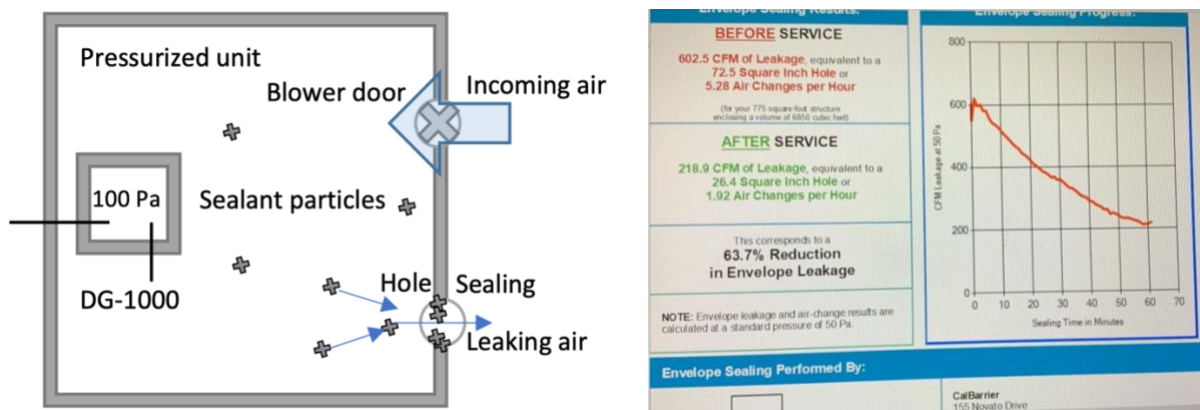 Pressurized unit
Blower door
Incoming air
100 Pa
Sealant particles
DG-1000
Hole
Sealing
Leaking air
Envelope Sealing Results:
BEFORE SERVICE
602.5 CFM of Leakage, equivalent to a
72.5 Square Inch Hole or
5.28 Air Changes per Hour
(for your 775 square-foot structure
enclosing a volume of 6850 cubic feet)
AFTER SERVICE
218.9 CFM of Leakage, equivalent to a
26.4 Square Inch Hole or
1.92 Air Changes per Hour
This corresponds to a
63.7% Reduction
in Envelope Leakage
NOTE: Envelope leakage and air-change results are
calculated at a standard pressure of 50 Pa.
Envelope Sealing Progress:
CFM Leakage at 50 Pa
800
600
400
200
0
0 10 20 30 40 50 60 70
Sealing Time in Minutes
Envelope Sealing Performed By:
CalBarrier
155 Novato Drive